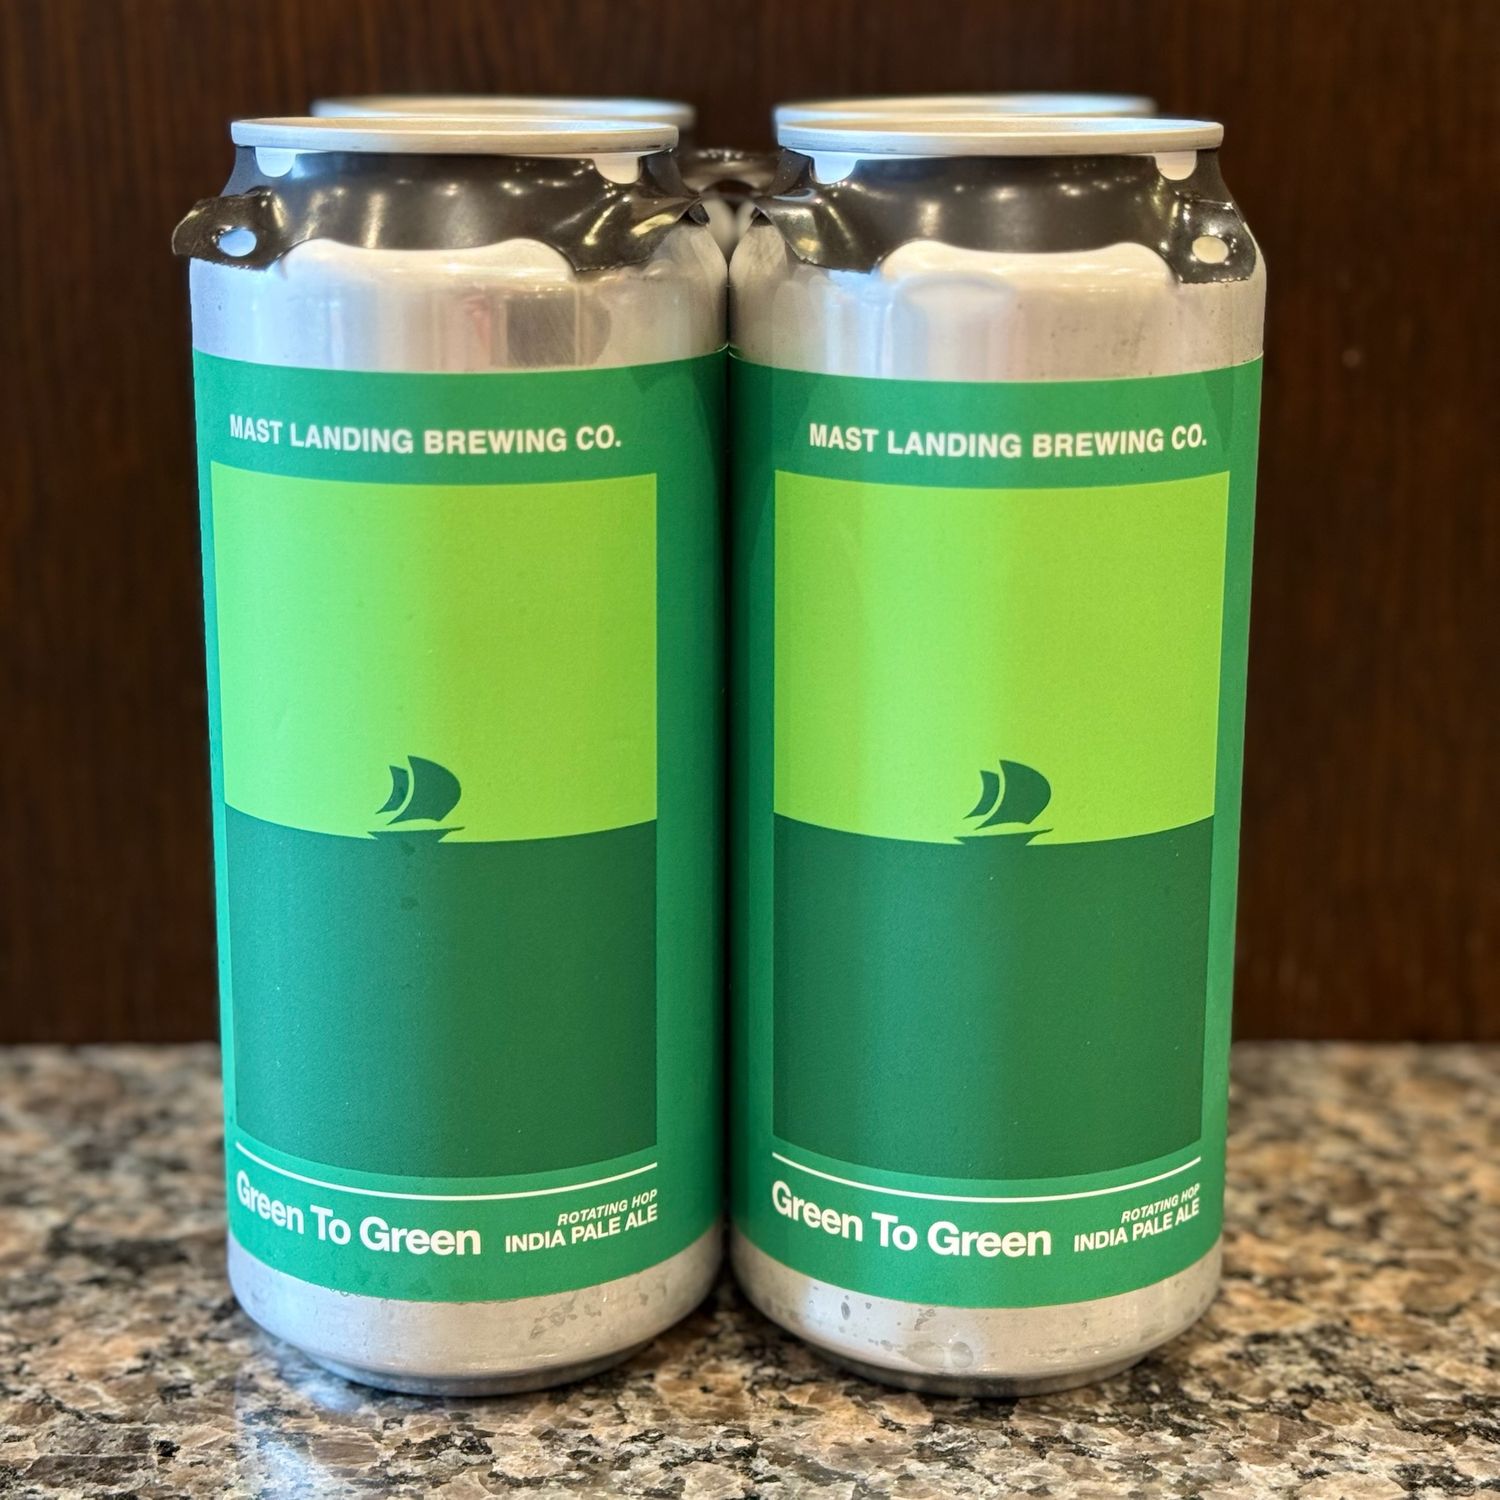 MAST LANDING BREWING CO.
Green To Green
ROTATING HOP
INDIA PALE ALE
MAST LANDING BREWING CO.
Green To Green
ROTATING HOP
INDIA PALE ALE